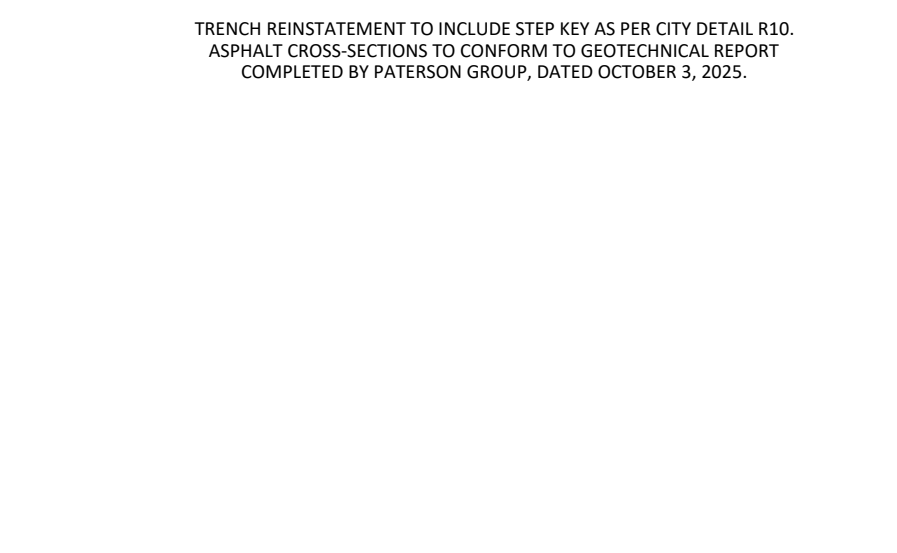 TRENCH REINSTATEMENT TO INCLUDE STEP KEY AS PER CITY DETAIL R10.
ASPHALT CROSS-SECTIONS TO CONFORM TO GEOTECHNICAL REPORT
COMPLETED BY PATERSON GROUP, DATED OCTOBER 3, 2025.